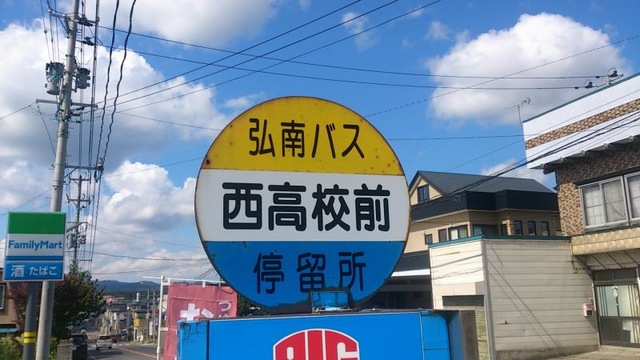 弘南バス
西高校前
停留所
FamilyMart
酒 たばこ